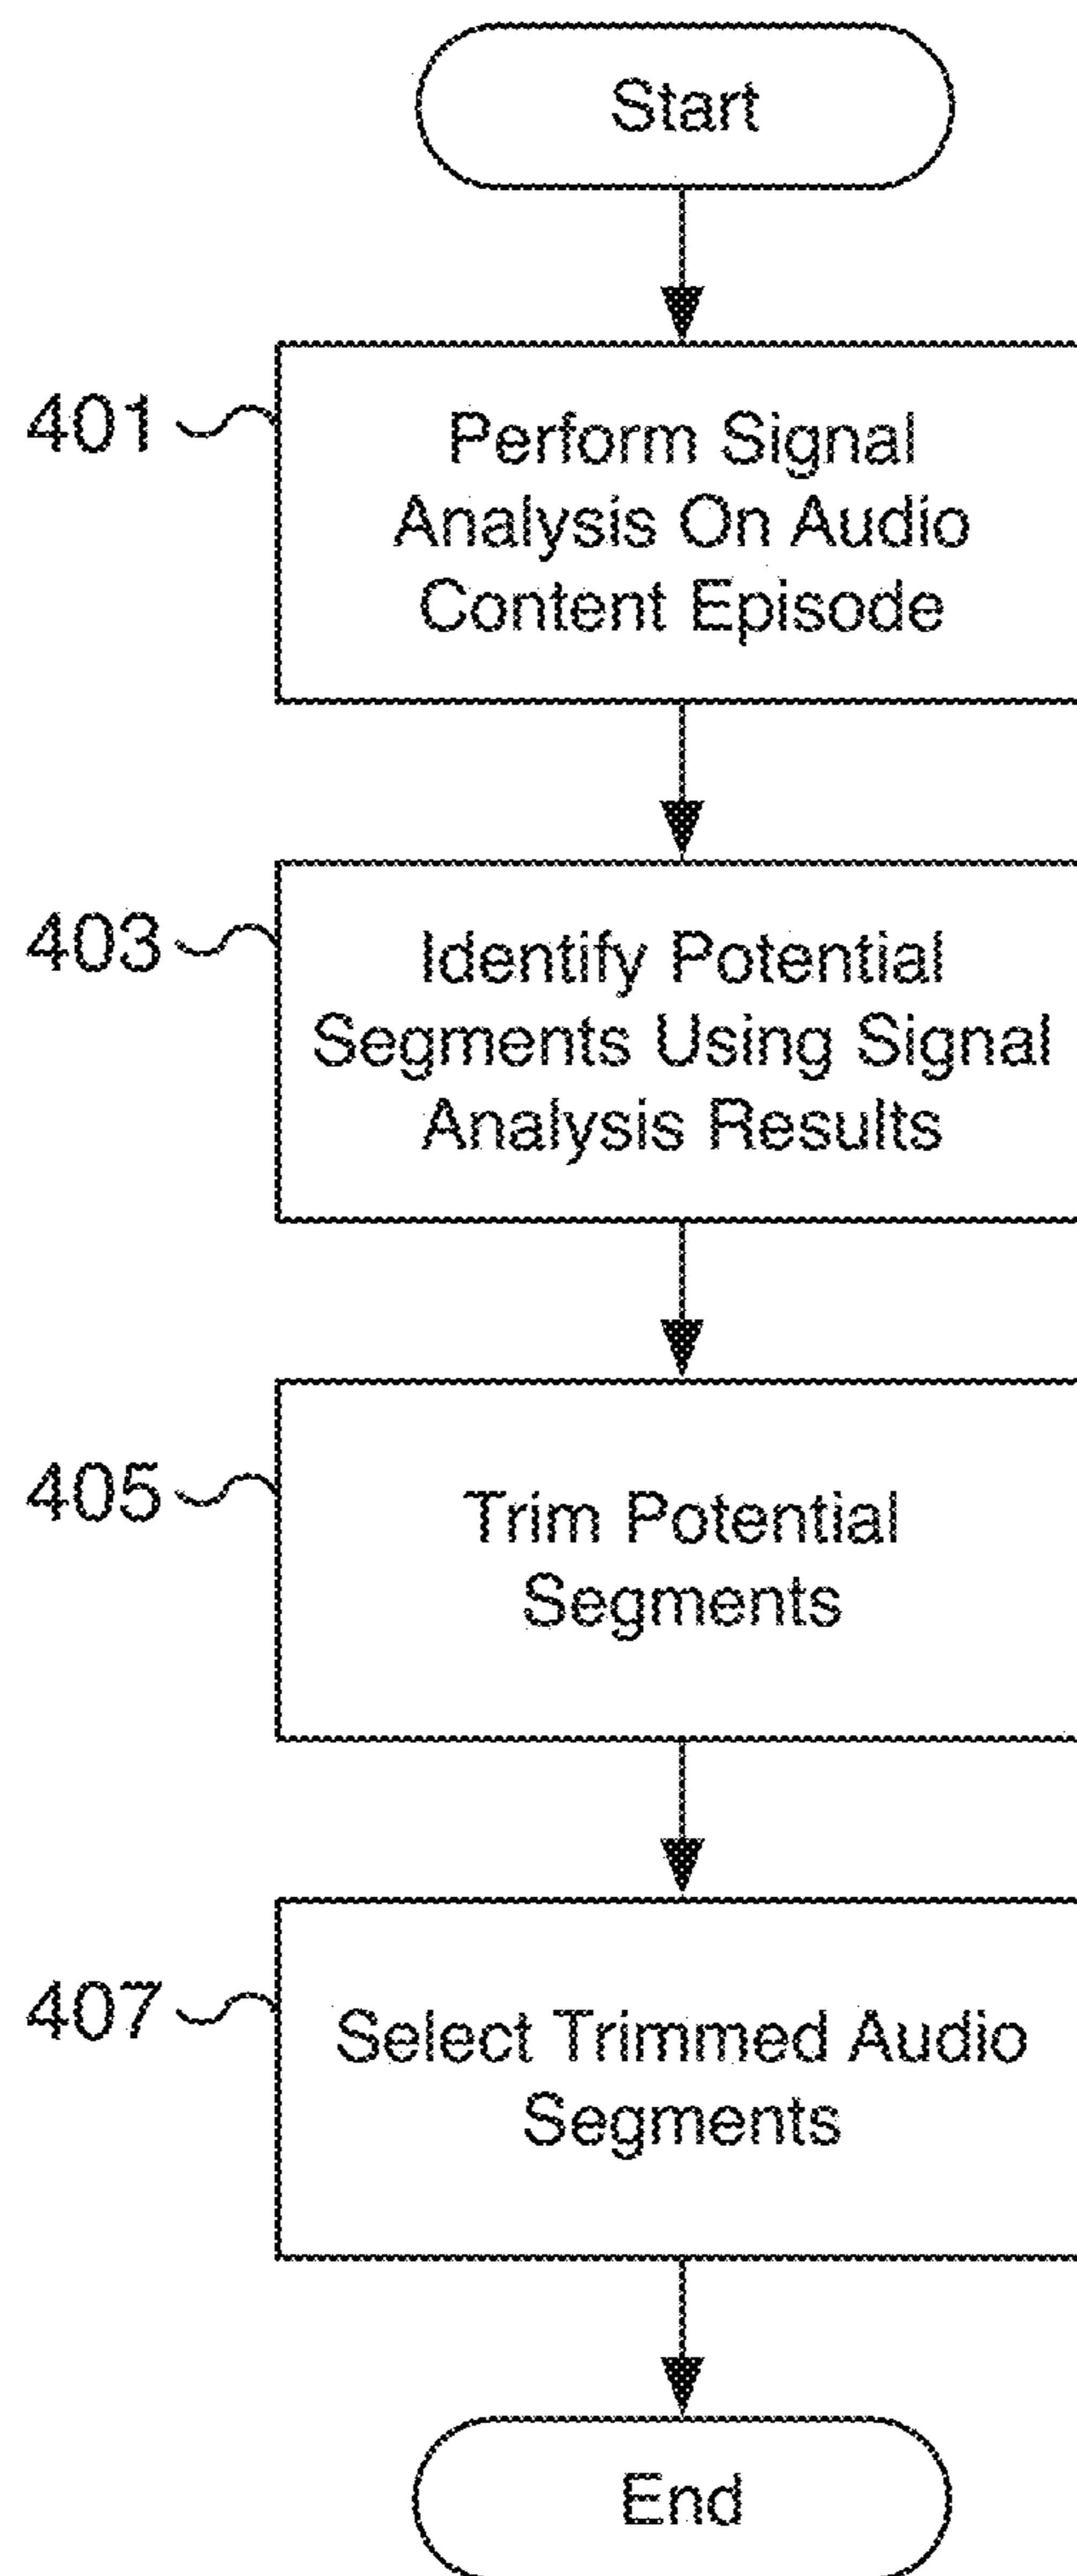 Start
401
Perform Signal
Analysis On Audio
Content Episode
403
Identify Potential
Segments Using Signal
Analysis Results
405
Trim Potential
Segments
407
Select Trimmed Audio
Segments
End